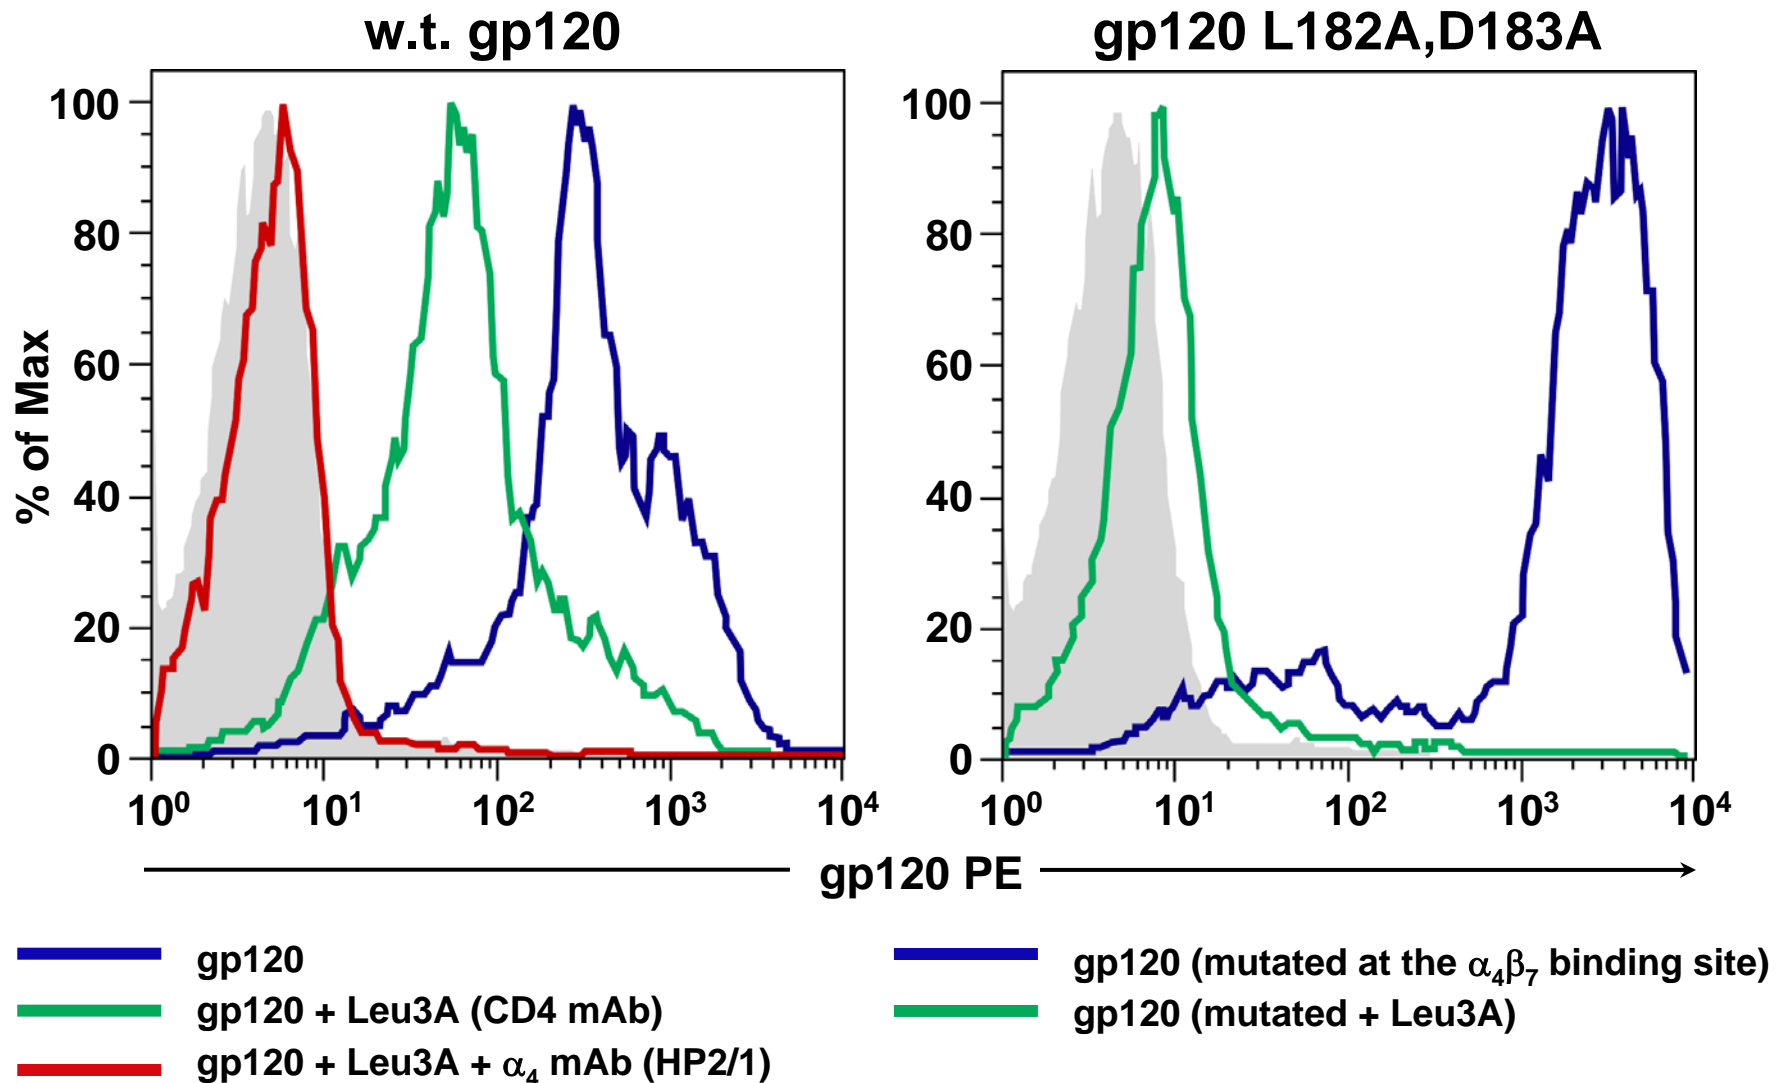 w.t. gp120
gp120 L182A,D183A
% of Max
100
80
60
40
20
0
10⁰ 10¹ 10² 10³ 10⁴
100
80
60
40
20
0
10⁰ 10¹ 10² 10³ 10⁴
gp120 PE
gp120
gp120 + Leu3A (CD4 mAb)
gp120 + Leu3A + α₄ mAb (HP2/1)
gp120 (mutated at the α₄β₇ binding site)
gp120 (mutated + Leu3A)